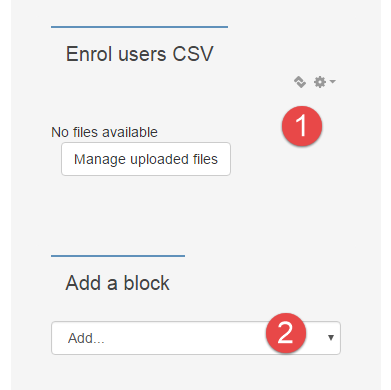 Enrol users CSV
1
No files available
Manage uploaded files
Add a block
Add...
2